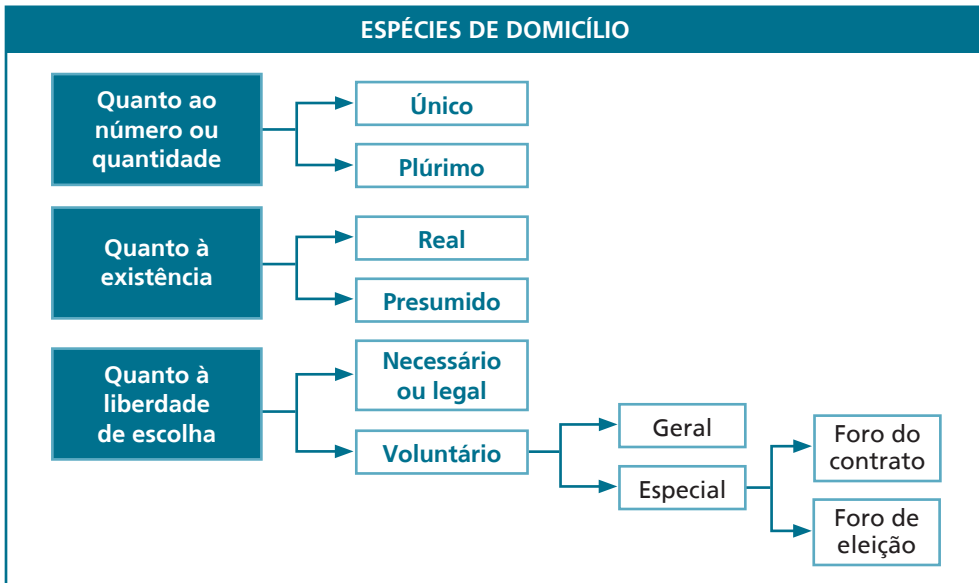 ESPÉCIES DE DOMICÍLIO
Quanto ao
número ou
quantidade
Único
Plúrimo
Quanto à
existência
Real
Presumido
Quanto à
liberdade
de escolha
Necessário
ou legal
Voluntário
Geral
Especial
Foro do
contrato
Foro de
eleição